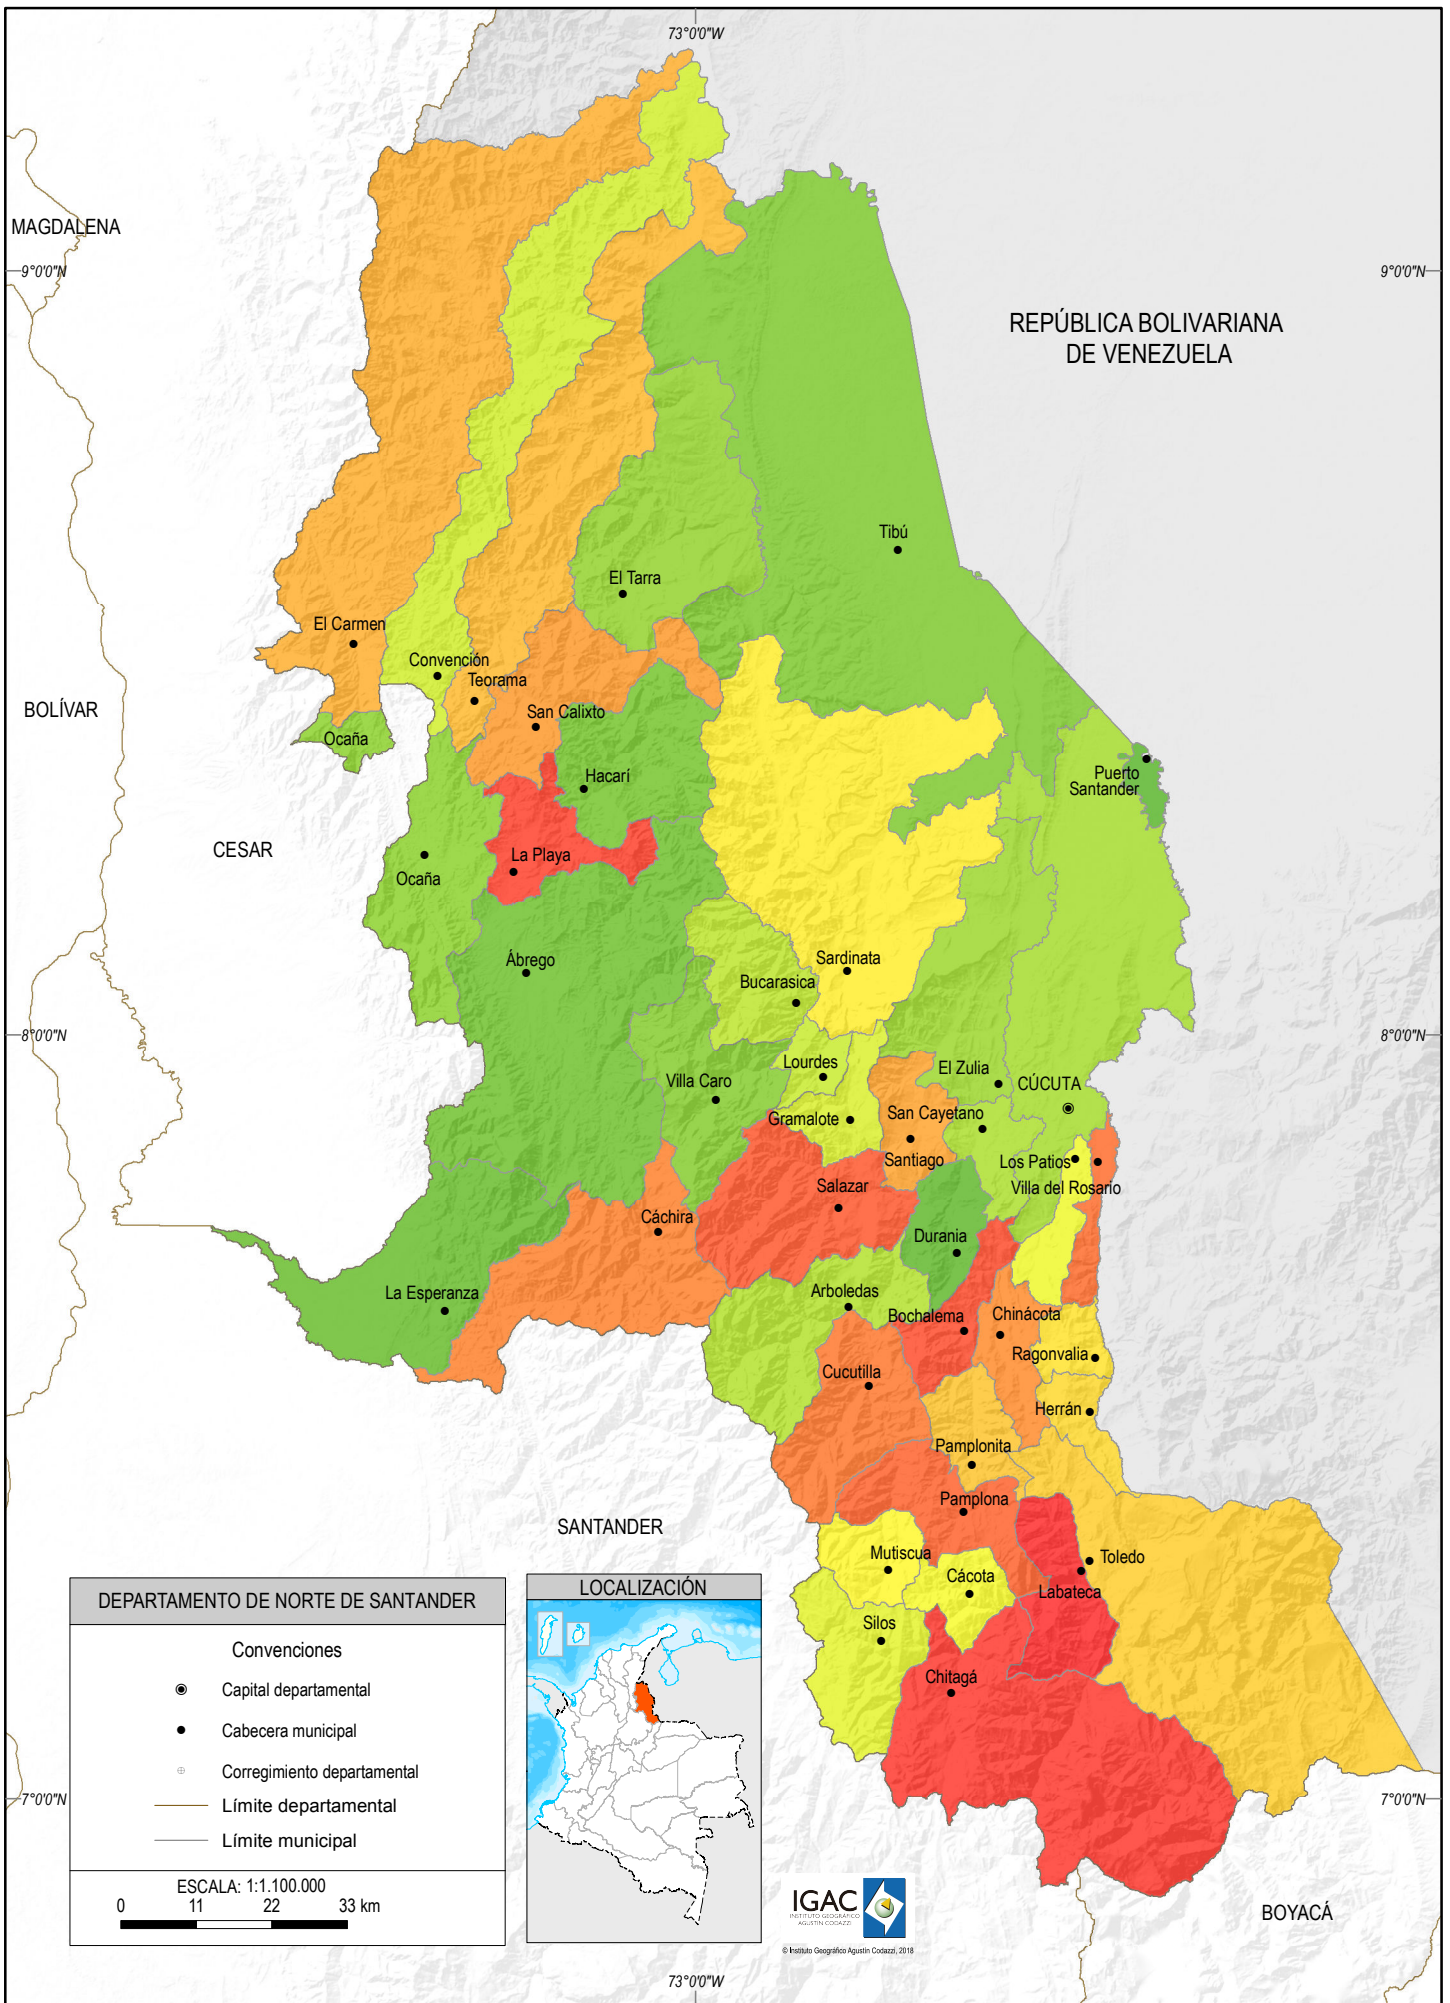 73°0'0"W
MAGDALENA
9°0'0"N
9°0'0"N
REPÚBLICA BOLIVARIANA
DE VENEZUELA
Tibú
El Tarra
El Carmen
Convención
Teorama
BOLÍVAR
San Calixto
Ocaña
Puerto
Santander
Hacarí
CESAR
La Playa
Ocaña
Ábrego
Sardinata
Bucarasica
8°0'0"N
8°0'0"N
Lourdes
El Zulia
CÚCUTA
Villa Caro
Gramalote
San Cayetano
Santiago
Los Patios
Villa del Rosario
Salazar
Cáchira
Durania
La Esperanza
Arboledas
Bochalema
Chinácota
Ragonvalia
Cucutilla
Herrán
Pamplonita
Pamplona
SANTANDER
Mutiscua
Toledo
Cácota
Labateca
Silos
Chitagá
DEPARTAMENTO DE NORTE DE SANTANDER
Convenciones
Capital departamental
Cabecera municipal
Corregimiento departamental
Límite departamental
Límite municipal
ESCALA: 1:1.100.000
0 11 22 33 km
LOCALIZACIÓN
7°0'0"N
7°0'0"N
IGAC
INSTITUTO GEOGRÁFICO
AGUSTÍN CODAZZI
© Instituto Geográfico Agustín Codazzi, 2018
BOYACÁ
73°0'0"W